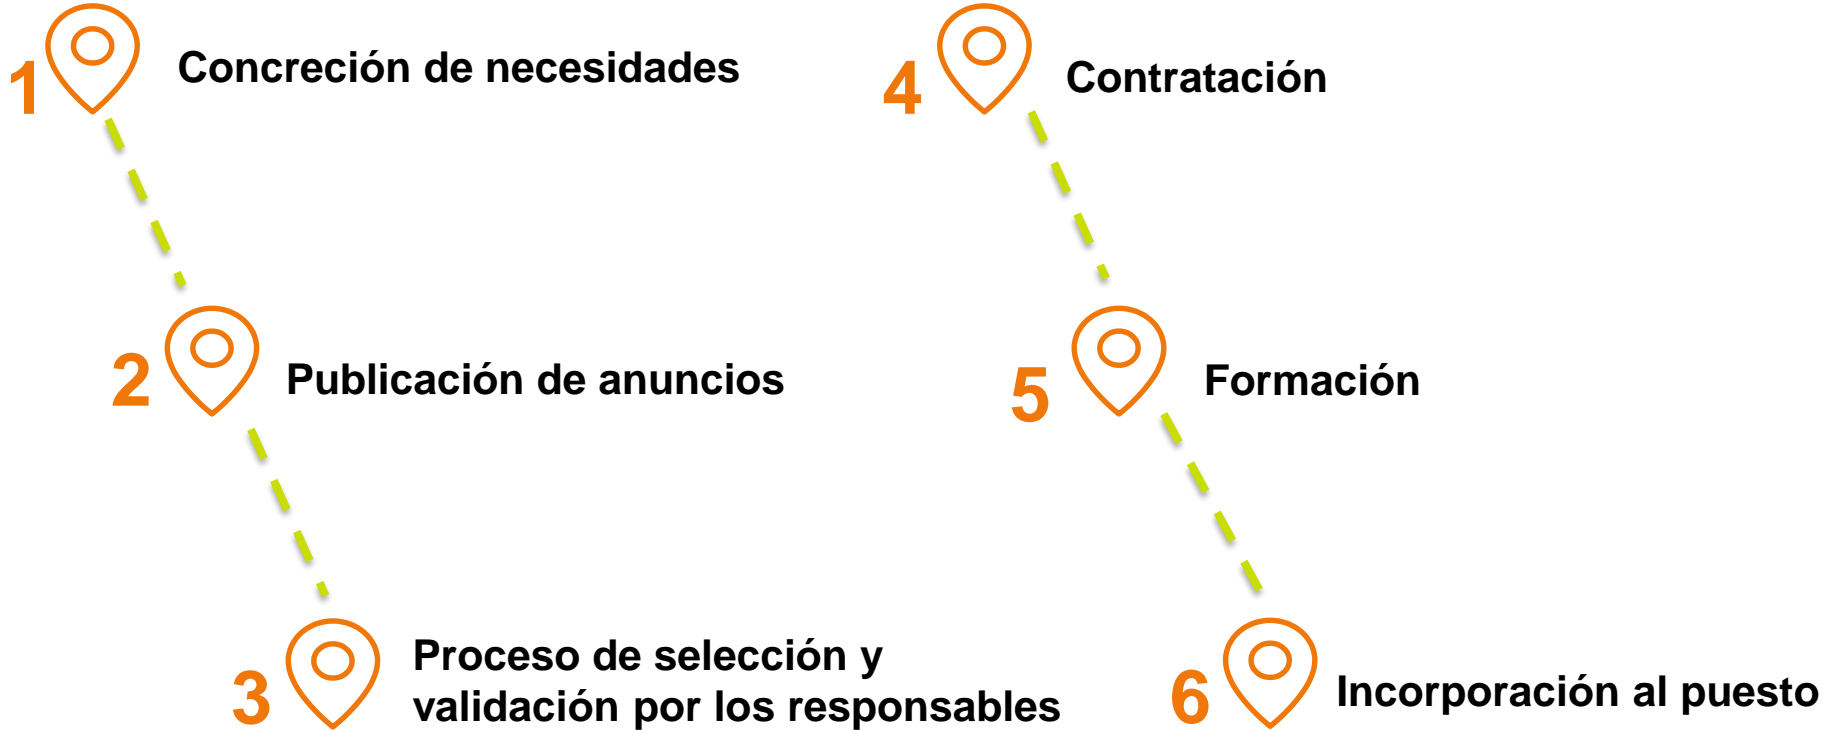 1 Concreción de necesidades
2 Publicación de anuncios
3 Proceso de selección y
validación por los responsables
4 Contratación
5 Formación
6 Incorporación al puesto